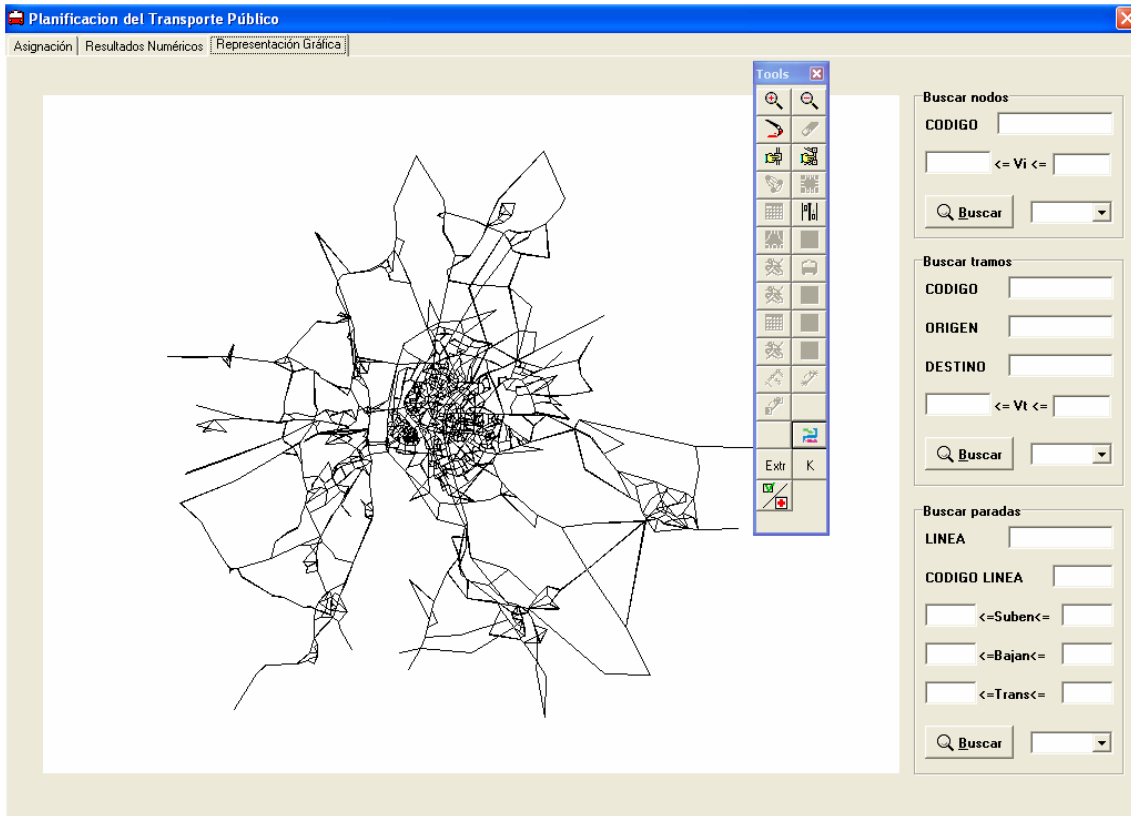 Planificacion del Transporte Público
Asignación Resultados Numéricos Representación Gráfica
Tools
Extr K
Buscar nodos
CODIGO
<= Vi <=
Buscar
Buscar tramos
CODIGO
ORIGEN
DESTINO
<= Vt <=
Buscar
Buscar paradas
LINEA
CODIGO LINEA
<=Suben<=
<=Bajan<=
<=Trans<=
Buscar